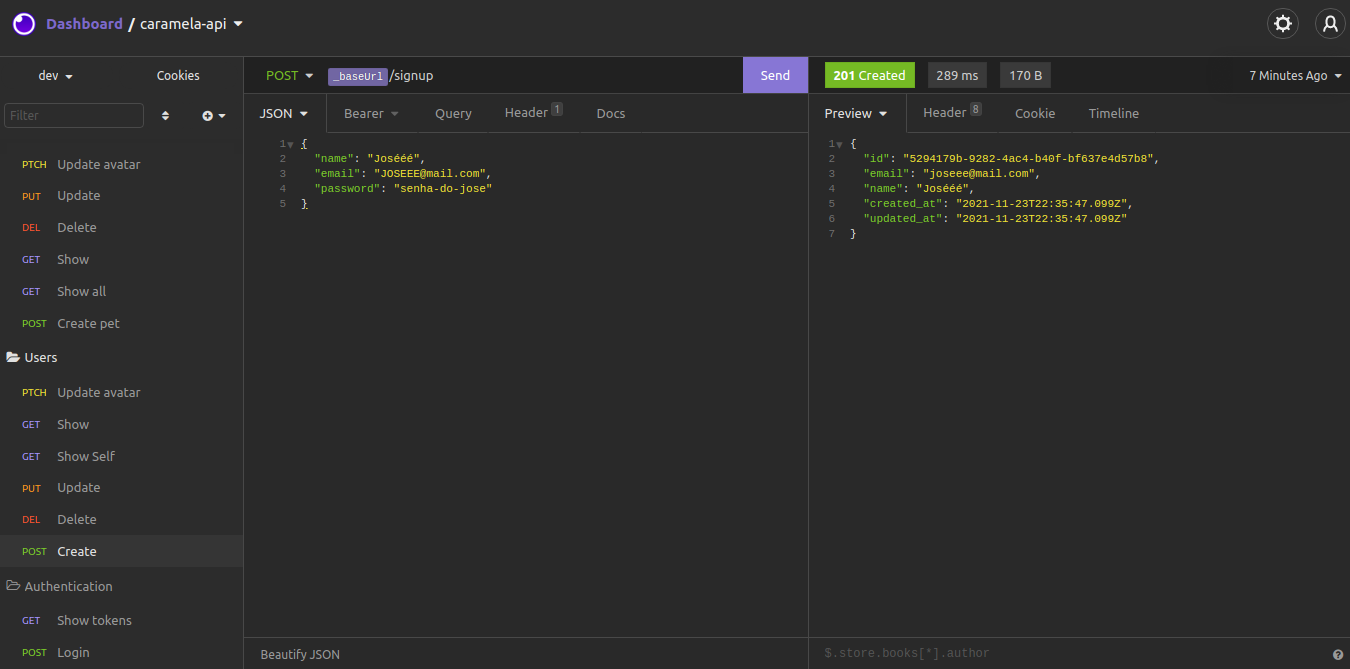 Dashboard / caramela-api
dev
Cookies
Filter
PTCH Update avatar
PUT Update
DEL Delete
GET Show
GET Show all
POST Create pet
Users
PTCH Update avatar
GET Show
GET Show Self
PUT Update
DEL Delete
POST Create
Authentication
GET Show tokens
POST Login
POST _baseUrl/signup
Send
JSON Bearer Query Header 1 Docs
1 {
2 "name": "Joséée",
3 "email": "JOSEEE@mail.com",
4 "password": "senha-do-jose"
5 }
Beautify JSON
201 Created 289 ms 170 B 7 Minutes Ago
Preview Header 8 Cookie Timeline
1 {
2 "id": "5294179b-9282-4ac4-b40f-bf637e4d57b8",
3 "email": "joseee@mail.com",
4 "name": "Joséée",
5 "created_at": "2021-11-23T22:35:47.099Z",
6 "updated_at": "2021-11-23T22:35:47.099Z"
7 }
$.store.books[*].author